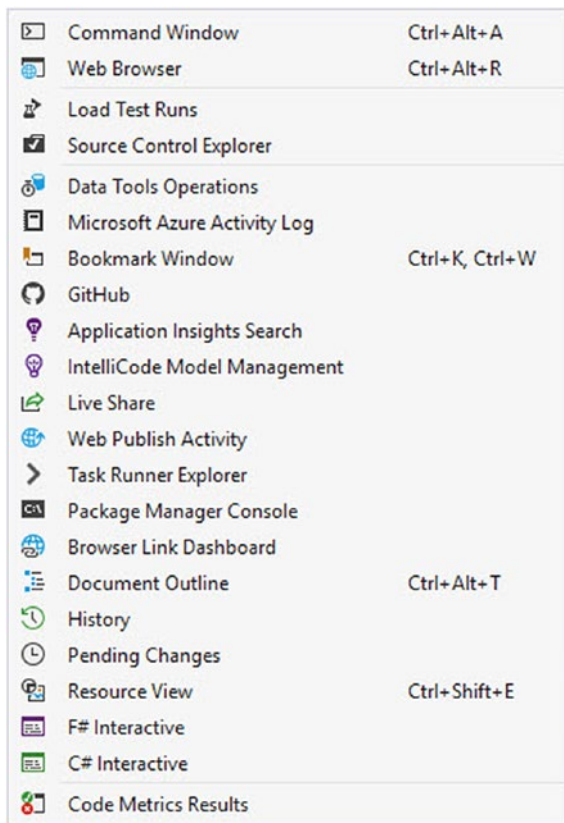 Command Window Ctrl+Alt+A
Web Browser Ctrl+Alt+R
Load Test Runs
Source Control Explorer
Data Tools Operations
Microsoft Azure Activity Log
Bookmark Window Ctrl+K, Ctrl+W
GitHub
Application Insights Search
IntelliCode Model Management
Live Share
Web Publish Activity
Task Runner Explorer
C:\ Package Manager Console
Browser Link Dashboard
Document Outline Ctrl+Alt+T
History
Pending Changes
Resource View Ctrl+Shift+E
F# Interactive
C# Interactive
Code Metrics Results